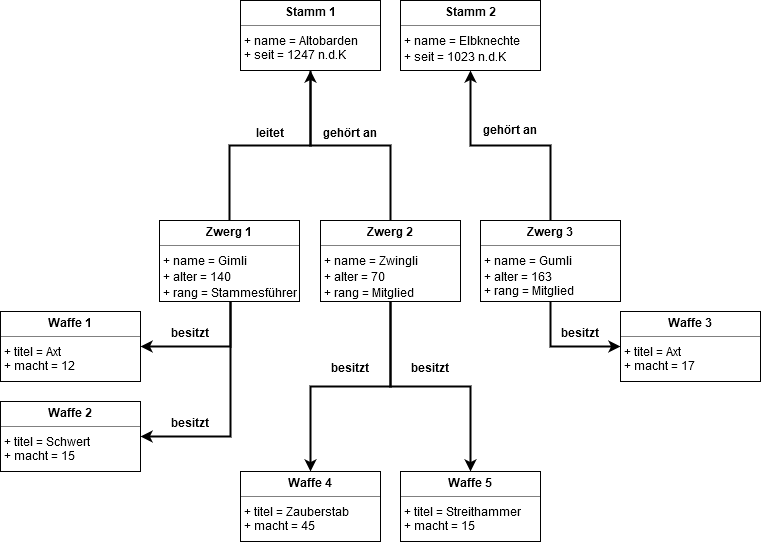 Stamm 1
+ name = Altobarden
+ seit = 1247 n.d.K
Stamm 2
+ name = Elbknechte
+ seit = 1023 n.d.K
leitet
gehört an
gehört an
Zwerg 1
+ name = Gimli
+ alter = 140
+ rang = Stammesführer
Zwerg 2
+ name = Zwingli
+ alter = 70
+ rang = Mitglied
Zwerg 3
+ name = Gumli
+ alter = 163
+ rang = Mitglied
Waffe 1
+ titel = Axt
+ macht = 12
besitzt
besitzt
Waffe 3
+ titel = Axt
+ macht = 17
besitzt
besitzt
Waffe 2
+ titel = Schwert
+ macht = 15
besitzt
Waffe 4
+ titel = Zauberstab
+ macht = 45
Waffe 5
+ titel = Streithammer
+ macht = 15